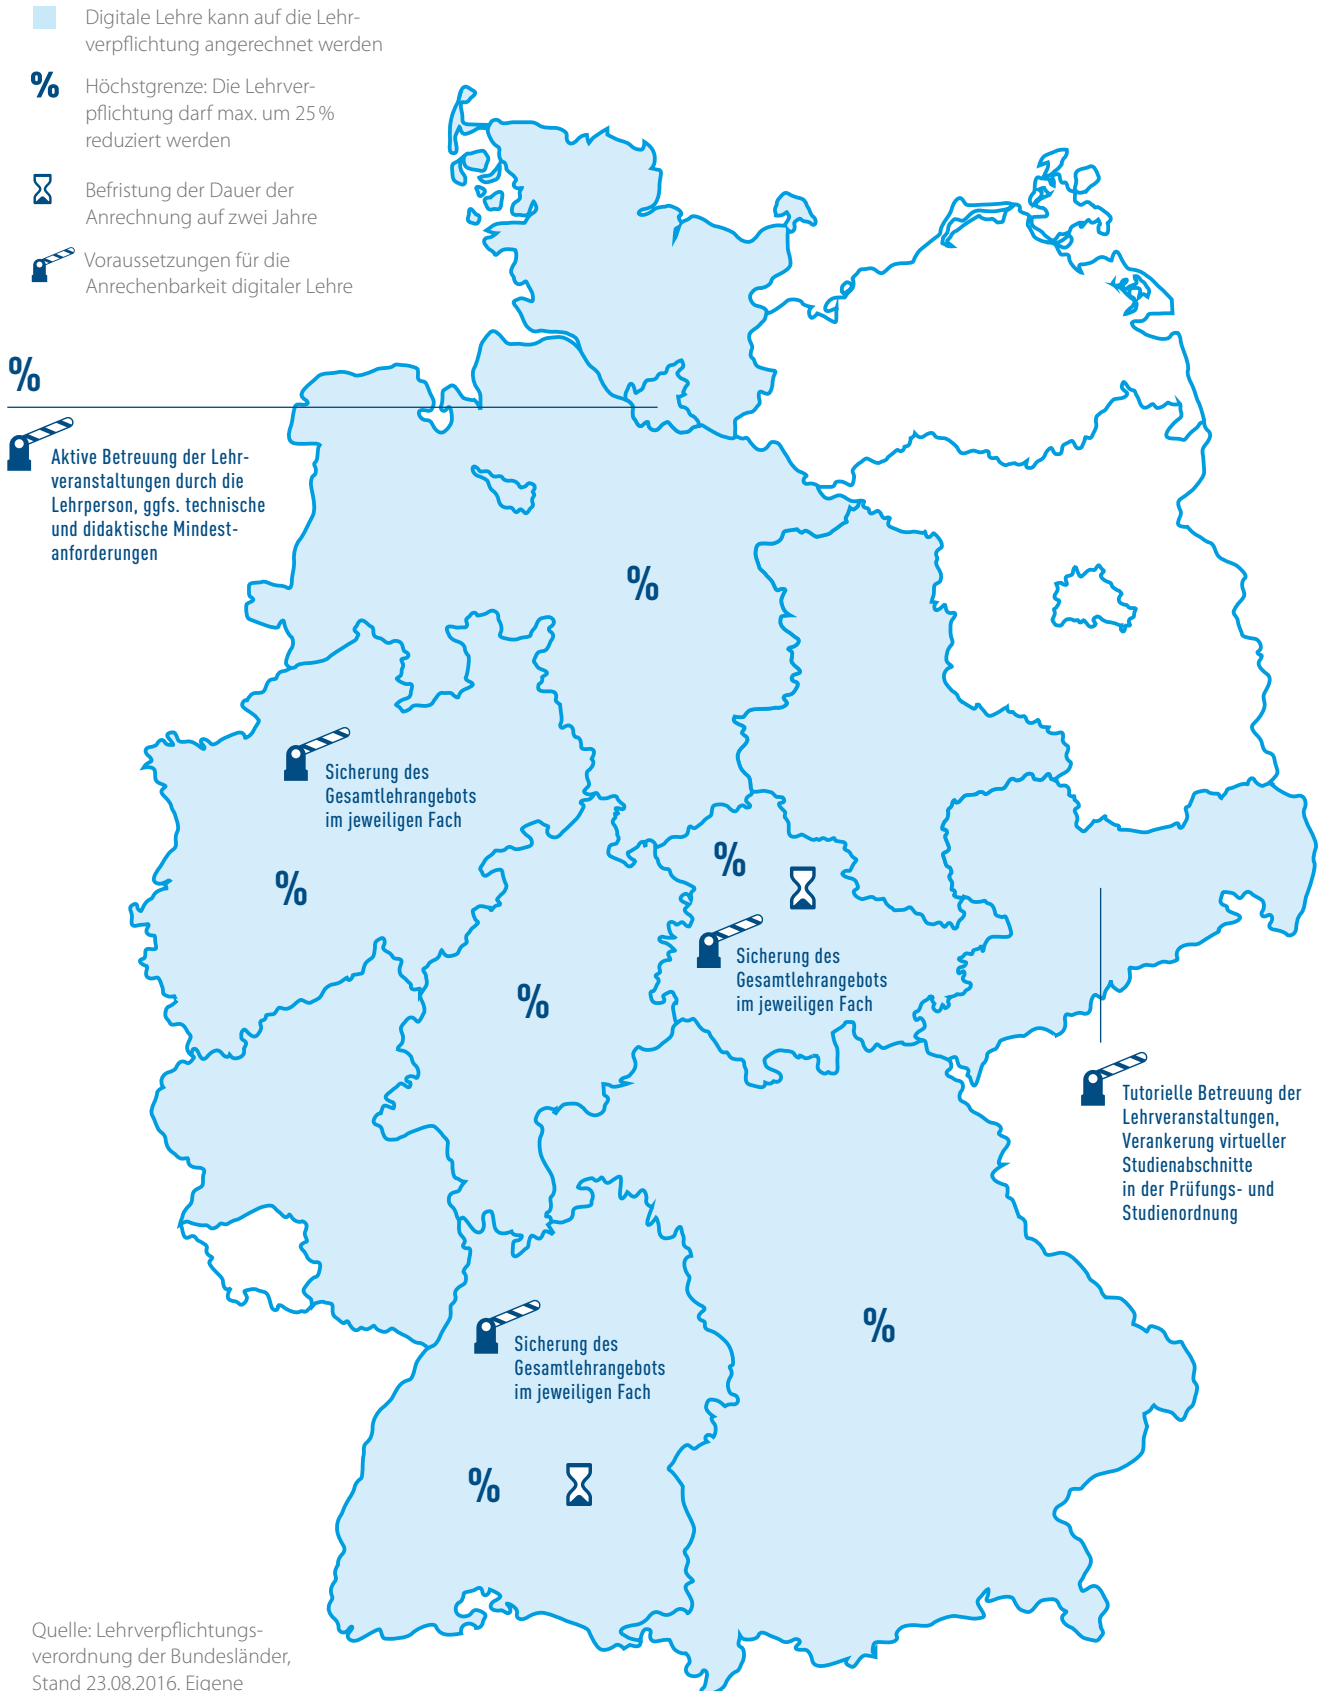 Digitale Lehre kann auf die Lehr-
verpflichtung angerechnet werden
%
Höchstgrenze: Die Lehrver-
pflichtung darf max. um 25 %
reduziert werden
Befristung der Dauer der
Anrechnung auf zwei Jahre
Voraussetzungen für die
Anrechenbarkeit digitaler Lehre
%
Aktive Betreuung der Lehr-
veranstaltungen durch die
Lehrperson, ggfs. technische
und didaktische Mindest-
anforderungen
%
Sicherung des
Gesamtlehrangebots
im jeweiligen Fach
%
%
Sicherung des
Gesamtlehrangebots
im jeweiligen Fach
%
Tutorielle Betreuung der
Lehrveranstaltungen,
Verankerung virtueller
Studienabschnitte
in der Prüfungs- und
Studienordnung
%
Sicherung des
Gesamtlehrangebots
im jeweiligen Fach
%
Quelle: Lehrverpflichtungs-
verordnung der Bundesländer,
Stand 23.08.2016. Eigene